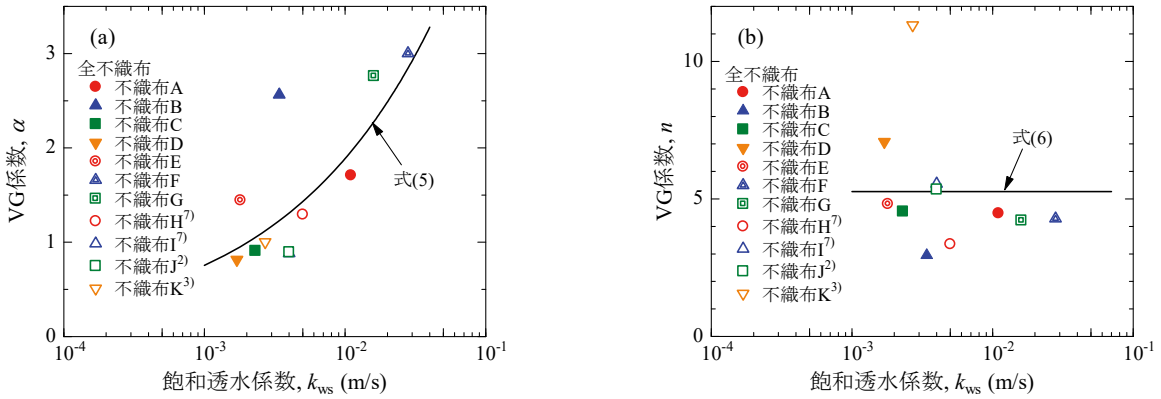 (a)
全不織布
不織布A
不織布B
不織布C
不織布D
不織布E
不織布F
不織布G
不織布H7)
不織布I7)
不織布J2)
不織布K3)
式(5)
VG係数, α
3
2
1
0
10-4
10-3
10-2
10-1
飽和透水係数, kws (m/s)
(b)
全不織布
不織布A
不織布B
不織布C
不織布D
不織布E
不織布F
不織布G
不織布H7)
不織布I7)
不織布J2)
不織布K3)
式(6)
VG係数, n
10
5
0
10-4
10-3
10-2
10-1
飽和透水係数, kws (m/s)